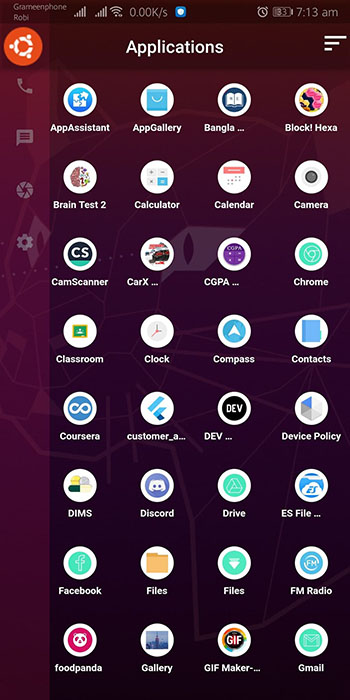 Grameenphone
Robi
0.00K/s
83
7:13 am
Applications
AppAssistant
AppGallery
Bangla ...
Block! Hexa
Brain Test 2
Calculator
Calendar
Camera
CS
CamScanner
CarX ...
CGPA
CGPA ...
Chrome
Classroom
Clock
Compass
Contacts
Coursera
customer_a...
DEV
DEV ...
Device Policy
DIMS
Discord
Drive
ES
ES File ...
Facebook
Files
Files
FM
FM Radio
foodpanda
Gallery
GIF
GIF Maker-...
Gmail